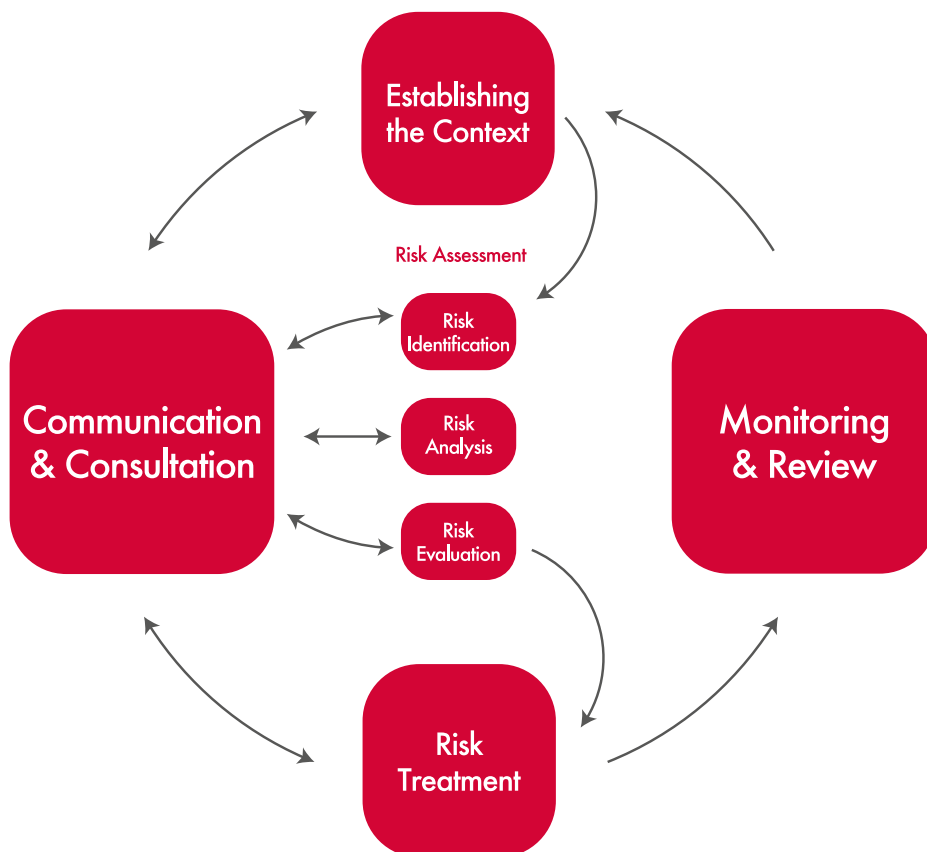 Establishing
the Context
Risk Assessment
Risk
Identification
Communication
& Consultation
Risk
Analysis
Monitoring
& Review
Risk
Evaluation
Risk
Treatment